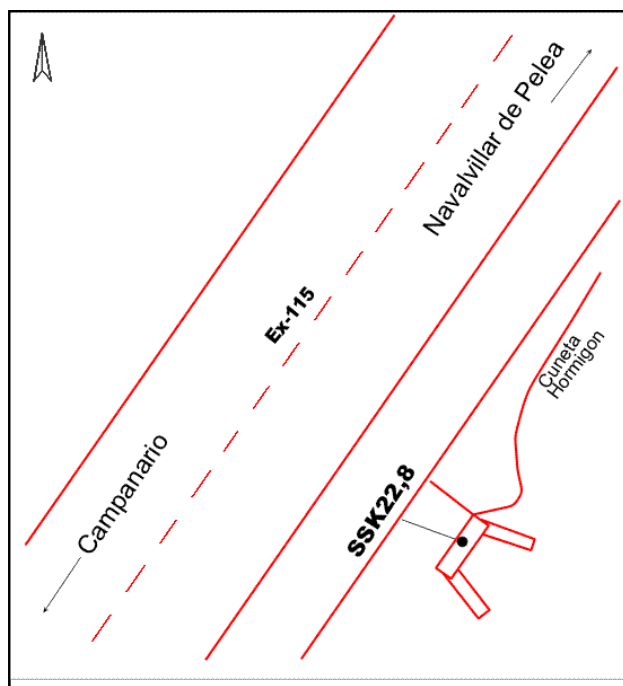 Navalvillar de Pelea
Ex-115
Cuneta
Hormigon
Campanario
SSK22,8